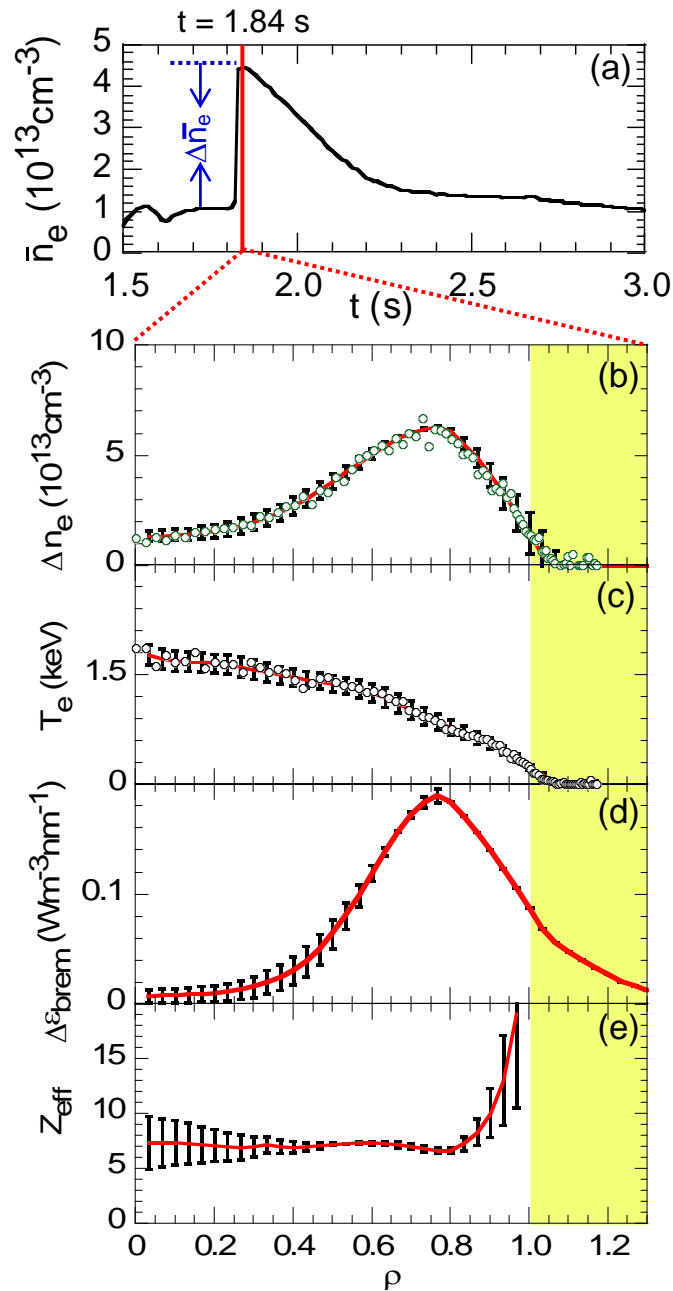 t = 1.84 s
(a)
n̄e (10^13cm^-3)
5
4
3
2
1
0
Δn̄e
1.5 2.0 2.5 3.0
t (s)
(b)
Δne (10^13cm^-3)
10
5
0
(c)
Te (keV)
1.5
0
(d)
Δεbrem (Wm^-3nm^-1)
0.1
0
(e)
Zeff
15
10
5
0
0 0.2 0.4 0.6 0.8 1.0 1.2
ρ